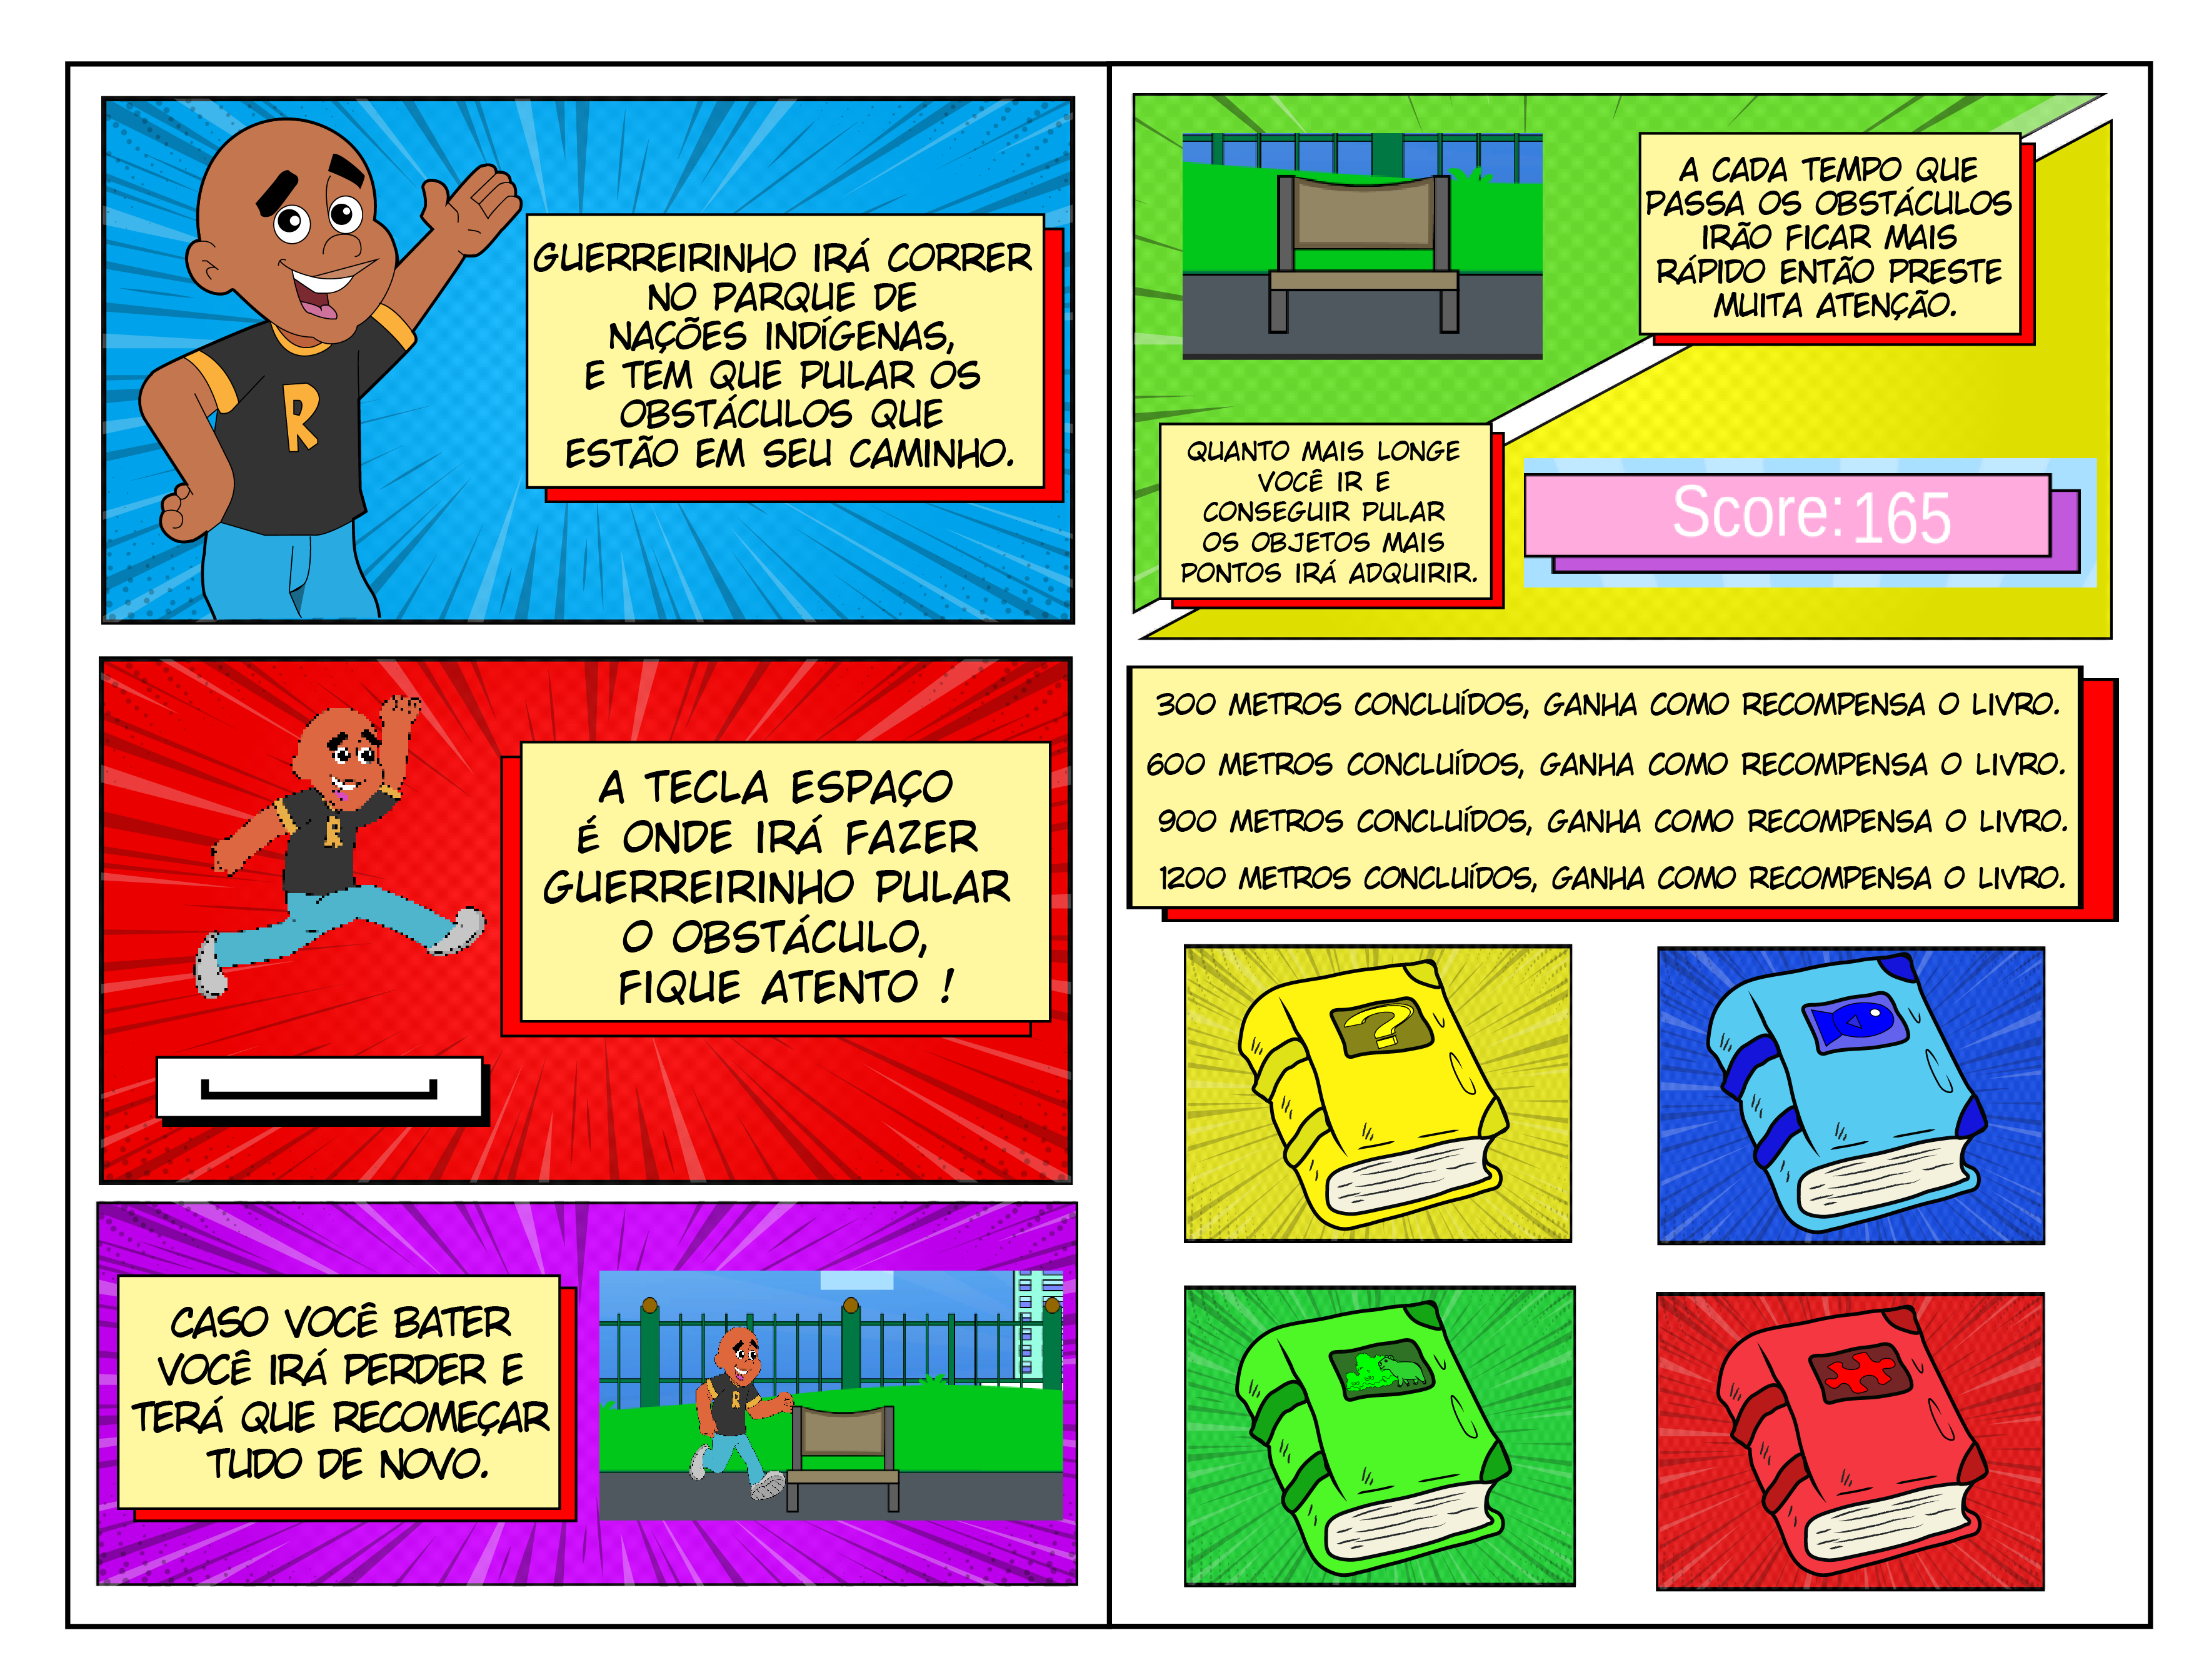 R
GUERREIRINHO IRÁ CORRER
NO PARQUE DE
NAÇÕES INDÍGENAS,
E TEM QUE PULAR OS
OBSTÁCULOS QUE
ESTÃO EM SEU CAMINHO.
R
A TECLA ESPAÇO
É ONDE IRÁ FAZER
GUERREIRINHO PULAR
O OBSTÁCULO,
FIQUE ATENTO !
CASO VOCÊ BATER
VOCÊ IRÁ PERDER E
TERÁ QUE RECOMEÇAR
TUDO DE NOVO.
R
A CADA TEMPO QUE
PASSA OS OBSTÁCULOS
IRÃO FICAR MAIS
RÁPIDO ENTÃO PRESTE
MUITA ATENÇÃO.
QUANTO MAIS LONGE
VOCÊ IR E
CONSEGUIR PULAR
OS OBJETOS MAIS
PONTOS IRÁ ADQUIRIR.
Score: 165
300 METROS CONCLUÍDOS, GANHA COMO RECOMPENSA O LIVRO.
600 METROS CONCLUÍDOS, GANHA COMO RECOMPENSA O LIVRO.
900 METROS CONCLUÍDOS, GANHA COMO RECOMPENSA O LIVRO.
1200 METROS CONCLUÍDOS, GANHA COMO RECOMPENSA O LIVRO.
?